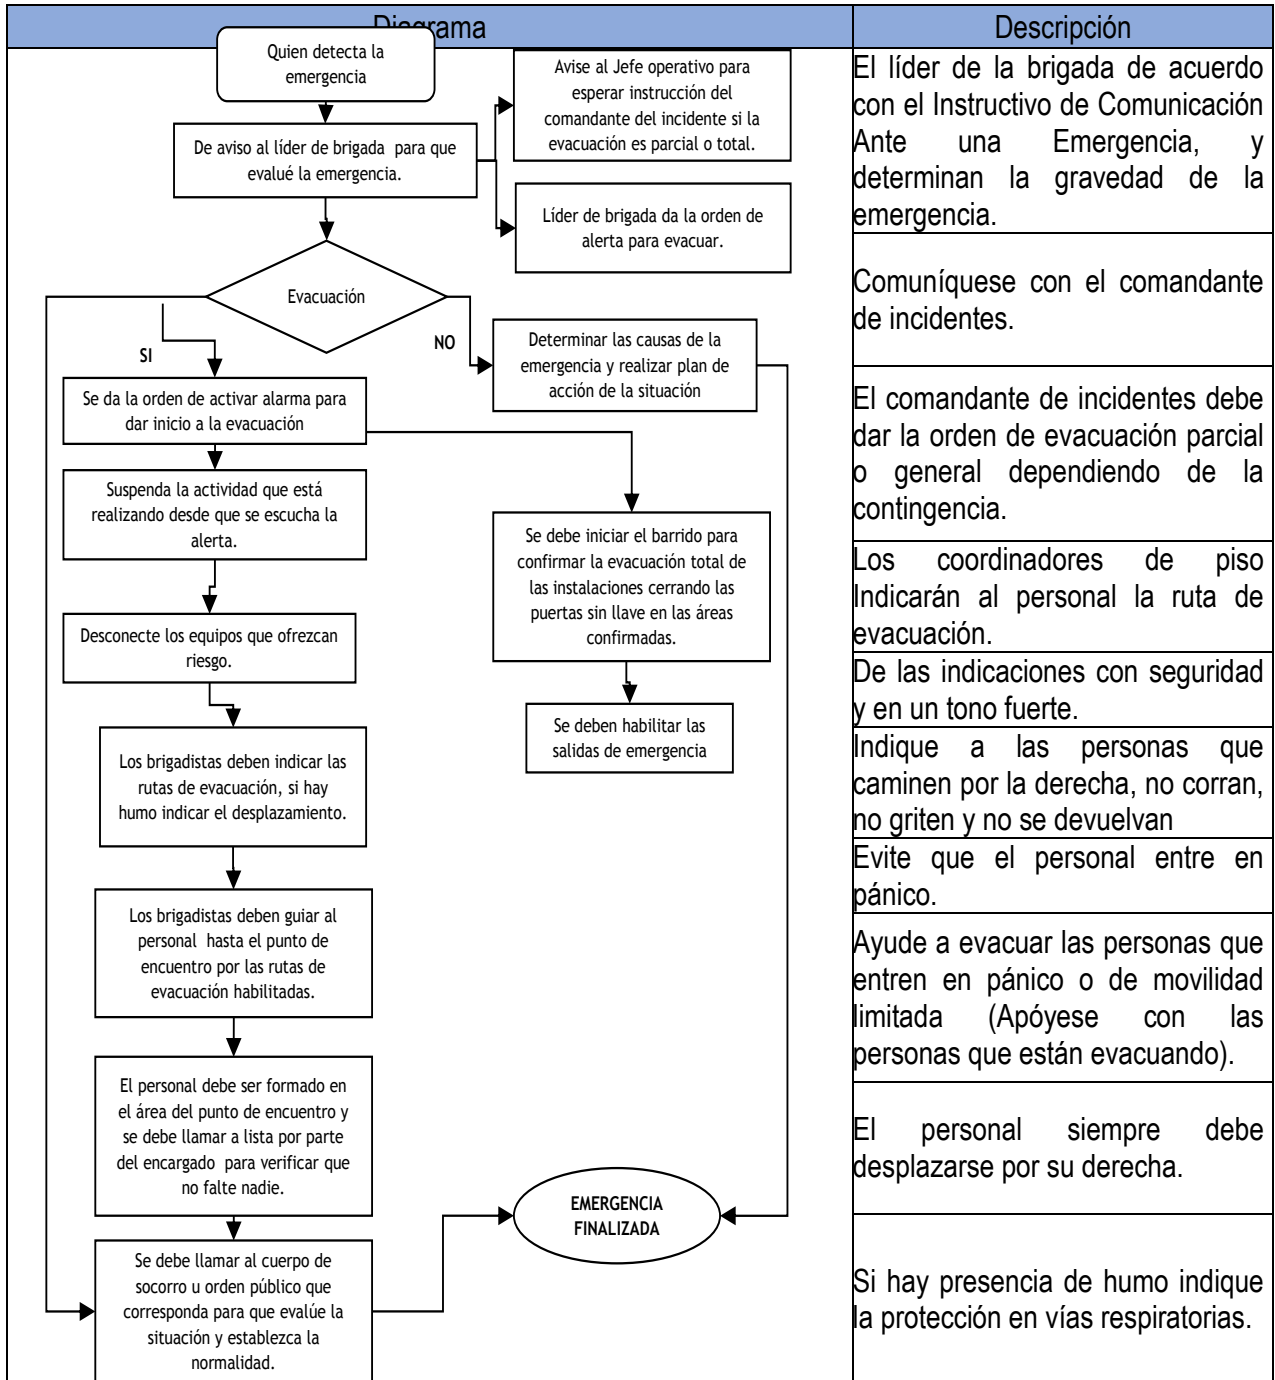 Diagrama
Quien detecta la
emergencia
De aviso al líder de brigada para que
evalué la emergencia.
Avise al Jefe operativo para
esperar instrucción del
comandante del incidente si la
evacuación es parcial o total.
Líder de brigada da la orden de
alerta para evacuar.
Evacuación
SI
NO
Determinar las causas de la
emergencia y realizar plan de
acción de la situación
Se da la orden de activar alarma para
dar inicio a la evacuación
Suspenda la actividad que está
realizando desde que se escucha la
alerta.
Desconecte los equipos que ofrezcan
riesgo.
Se debe iniciar el barrido para
confirmar la evacuación total de
las instalaciones cerrando las
puertas sin llave en las áreas
confirmadas.
Se deben habilitar las
salidas de emergencia
Los brigadistas deben indicar las
rutas de evacuación, si hay
humo indicar el desplazamiento.
Los brigadistas deben guiar al
personal hasta el punto de
encuentro por las rutas de
evacuación habilitadas.
El personal debe ser formado en
el área del punto de encuentro y
se debe llamar a lista por parte
del encargado para verificar que
no falte nadie.
Se debe llamar al cuerpo de
socorro u orden público que
corresponda para que evalúe la
situación y establezca la
normalidad.
EMERGENCIA
FINALIZADA
Descripción
El líder de la brigada de acuerdo
con el Instructivo de Comunicación
Ante una Emergencia, y
determinan la gravedad de la
emergencia.
Comuníquese con el comandante
de incidentes.
El comandante de incidentes debe
dar la orden de evacuación parcial
o general dependiendo de la
contingencia.
Los coordinadores de piso
Indicarán al personal la ruta de
evacuación.
De las indicaciones con seguridad
y en un tono fuerte.
Indique a las personas que
caminen por la derecha, no corran,
no griten y no se devuelvan
Evite que el personal entre en
pánico.
Ayude a evacuar las personas que
entren en pánico o de movilidad
limitada (Apóyese con las
personas que están evacuando).
El personal siempre debe
desplazarse por su derecha.
Si hay presencia de humo indique
la protección en vías respiratorias.